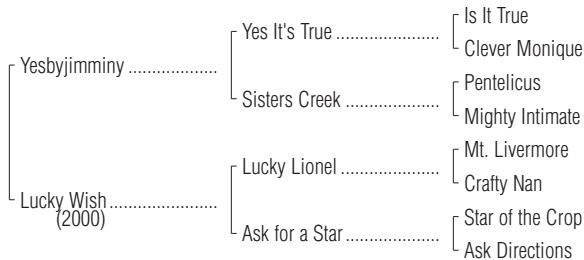 Is It True
Yes It's True ....................
Clever Monique
Yesbyjimminy ..................
Pentelicus
Sisters Creek ...................
Mighty Intimate
Mt. Livermore
Lucky Lionel ....................
Crafty Nan
Lucky Wish......................
(2000)
Star of the Crop
Ask for a Star...................
Ask Directions